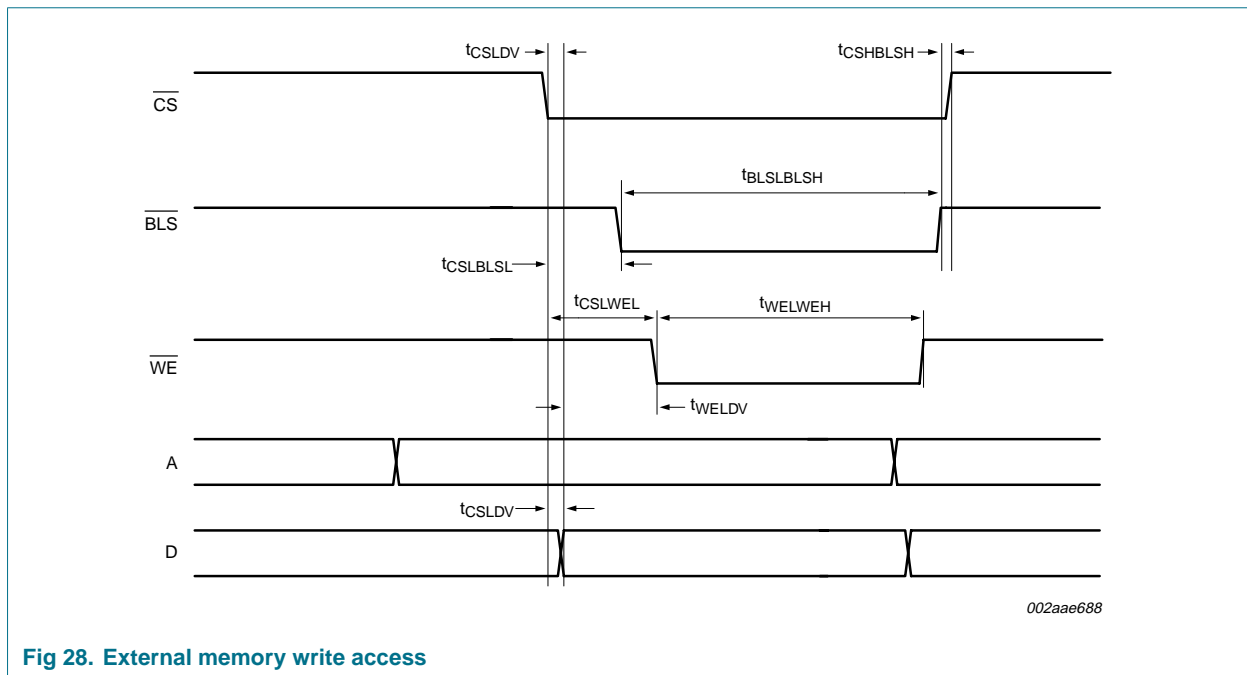 tCSLDV
tCSHBLSH
CS
tBLSLBLSH
BLS
tCSLBLSL
tCSLWEL
tWELWEH
WE
tWELDV
A
tCSLDV
D
002aae688
Fig 28. External memory write access